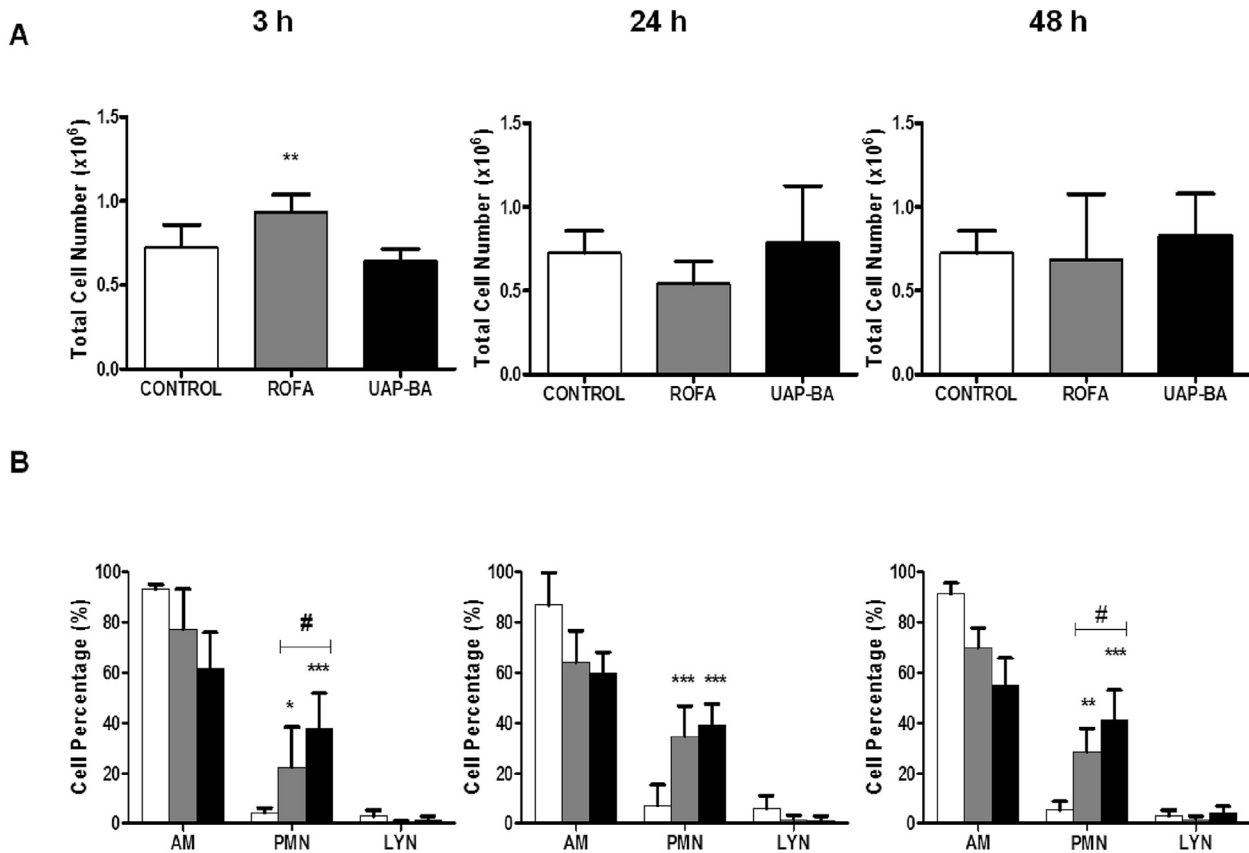 3 h 24 h 48 h
A
Total Cell Number (x10⁶)
1.5
1.0
0.5
0.0
**
CONTROL ROFA UAP-BA
Total Cell Number (x10⁶)
1.5
1.0
0.5
0.0
CONTROL ROFA UAP-BA
Total Cell Number (x10⁶)
1.5
1.0
0.5
0.0
CONTROL ROFA UAP-BA
B
Cell Percentage (%)
100
80
60
40
20
0
#
***
*
AM PMN LYN
Cell Percentage (%)
100
80
60
40
20
0
*** ***
AM PMN LYN
Cell Percentage (%)
100
80
60
40
20
0
#
***
**
AM PMN LYN